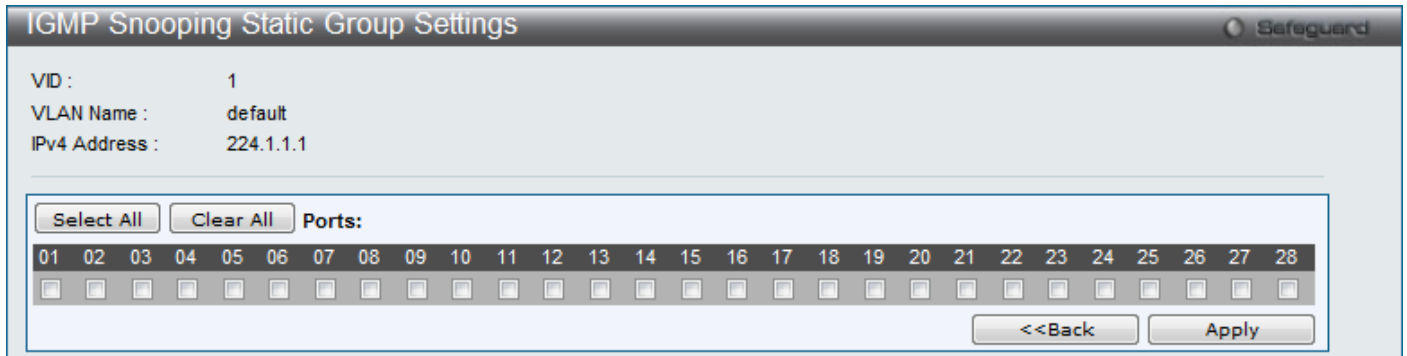 IGMP Snooping Static Group Settings Safeguard
VID : 1
VLAN Name : default
IPv4 Address : 224.1.1.1
Select All Clear All Ports:
01 02 03 04 05 06 07 08 09 10 11 12 13 14 15 16 17 18 19 20 21 22 23 24 25 26 27 28
<<Back Apply